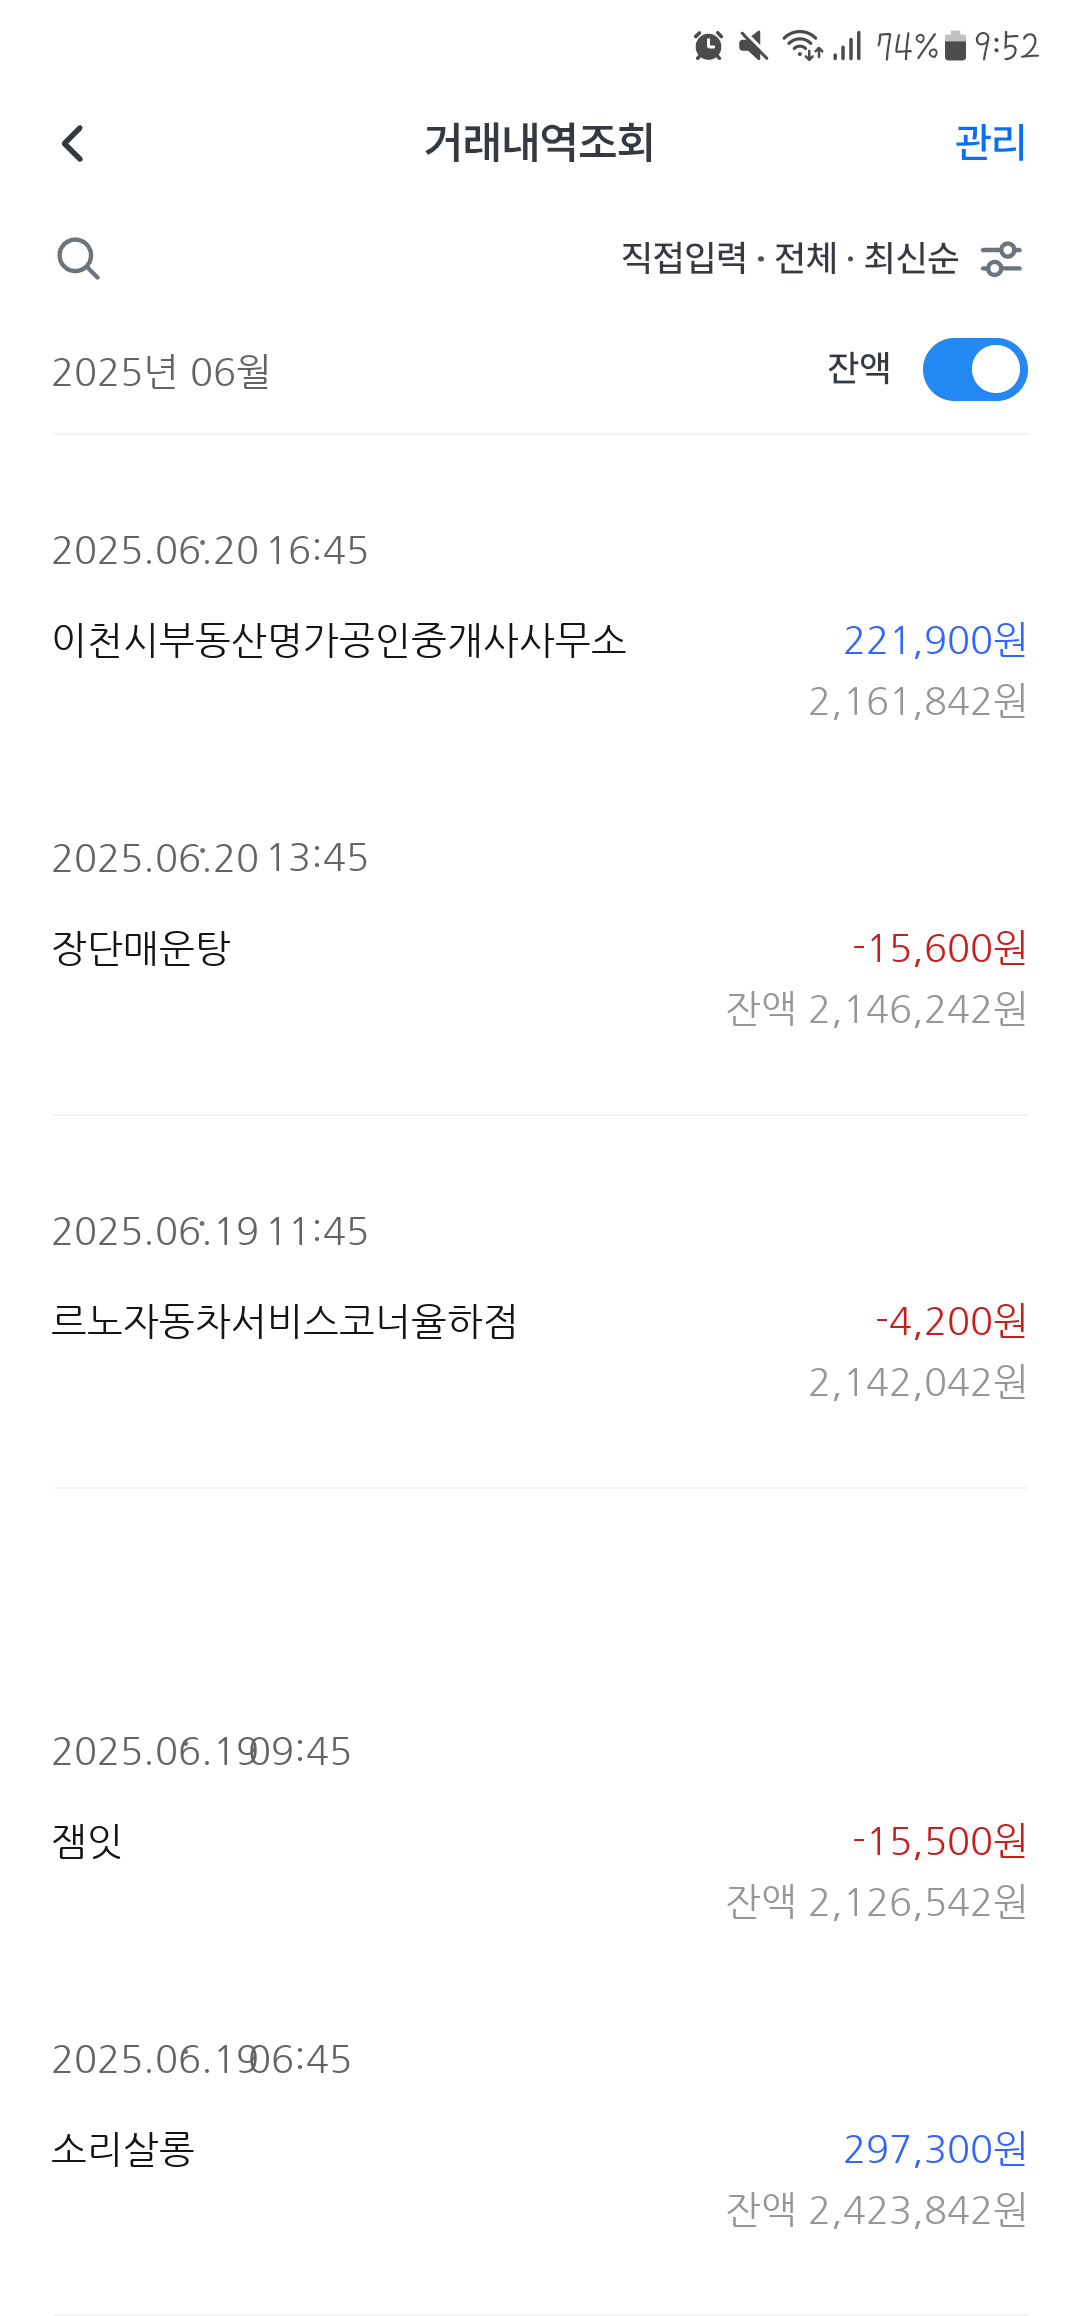 74% 9:52
거래내역조회 관리
직접입력 · 전체 · 최신순
2025년 06월 잔액
2025.06.20 · 16:45
이천시부동산명가공인중개사사무소 221,900원
2,161,842원
2025.06.20 · 13:45
장단매운탕 -15,600원
잔액 2,146,242원
2025.06.19 · 11:45
르노자동차서비스코너율하점 -4,200원
2,142,042원
2025.06.19 · 09:45
잼잇 -15,500원
잔액 2,126,542원
2025.06.19 · 06:45
소리살롱 297,300원
잔액 2,423,842원